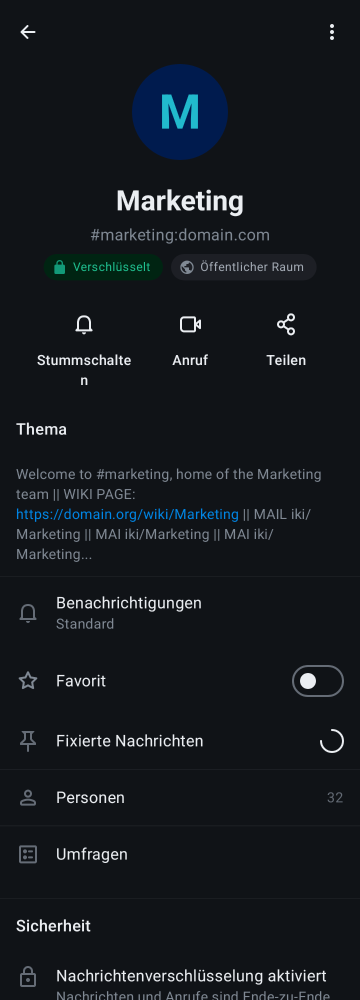 M
Marketing
#marketing:domain.com
Verschlüsselt
Öffentlicher Raum
Stummschalte
n
Anruf
Teilen
Thema
Welcome to #marketing, home of the Marketing
team || WIKI PAGE:
https://domain.org/wiki/Marketing || MAIL iki/
Marketing || MAI iki/Marketing || MAI iki/
Marketing...
Benachrichtigungen
Standard
Favorit
Fixierte Nachrichten
Personen
32
Umfragen
Sicherheit
Nachrichtenverschlüsselung aktiviert
Nachrichten und Anrufe sind Ende-zu-Ende